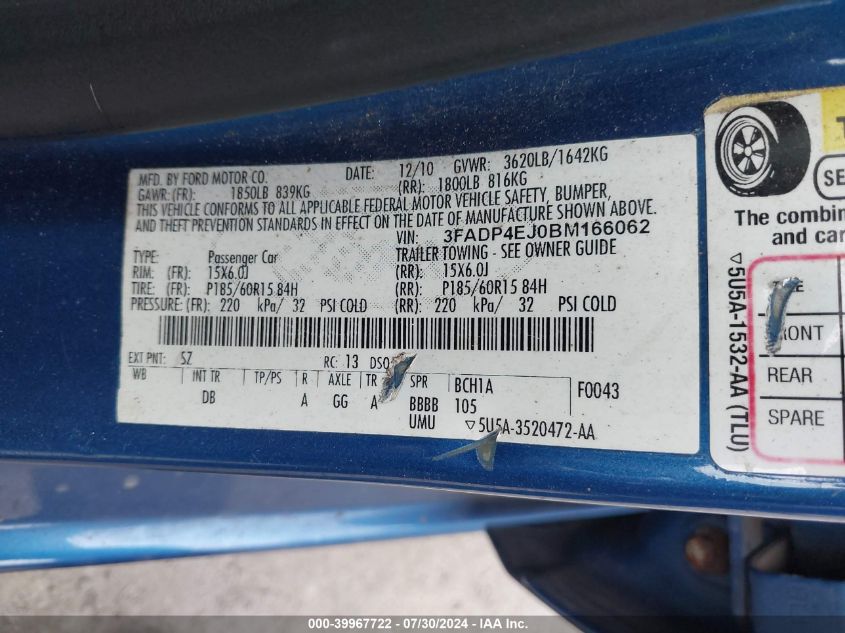 MFD. BY FORD MOTOR CO.
DATE: 12/10 GVWR: 3620LB/1642KG
GAWR: (FR): 1850LB 839KG (RR): 1800LB 816KG
THIS VEHICLE CONFORMS TO ALL APPLICABLE FEDERAL MOTOR VEHICLE SAFETY, BUMPER,
AND THEFT PREVENTION STANDARDS IN EFFECT ON THE DATE OF MANUFACTURE SHOWN ABOVE.
VIN: 3FADP4EJ0BM166062
TYPE: Passenger Car TRAILER TOWING - SEE OWNER GUIDE
RIM: (FR): 15X6.0J (RR): 15X6.0J
TIRE: (FR): P185/60R15 84H (RR): P185/60R15 84H
PRESSURE: (FR): 220 kPa/ 32 PSI COLD (RR): 220 kPa/ 32 PSI COLD
EXT PNT: SZ RC: 13 DSO
WB INT TR TP/PS R AXLE TR SPR BCH1A F0043
DB A GG A BBBB 105
UMU ▽5U5A-3520472-AA
The combin
and car
▽5U5A-1532-AA (TLU)
FRONT
REAR
SPARE
000-39967722 - 07/30/2024 - IAA Inc.